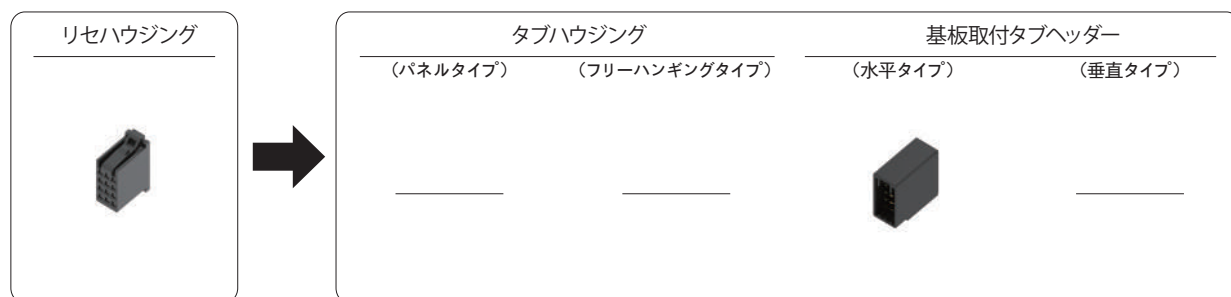 リセハウジング
タブハウジング
基板取付タブヘッダー
（パネルタイプ）
（フリーハンギングタイプ）
（水平タイプ）
（垂直タイプ）